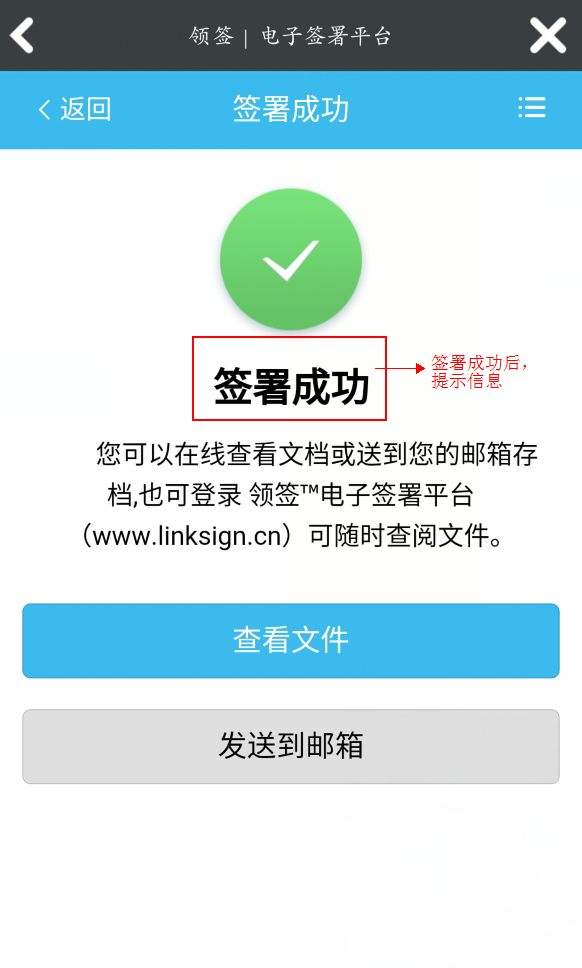 领签 | 电子签署平台
返回
签署成功
签署成功
签署成功后，
提示信息
您可以在线查看文档或送到您的邮箱存
档,也可登录 领签™电子签署平台
（www.linksign.cn）可随时查阅文件。
查看文件
发送到邮箱